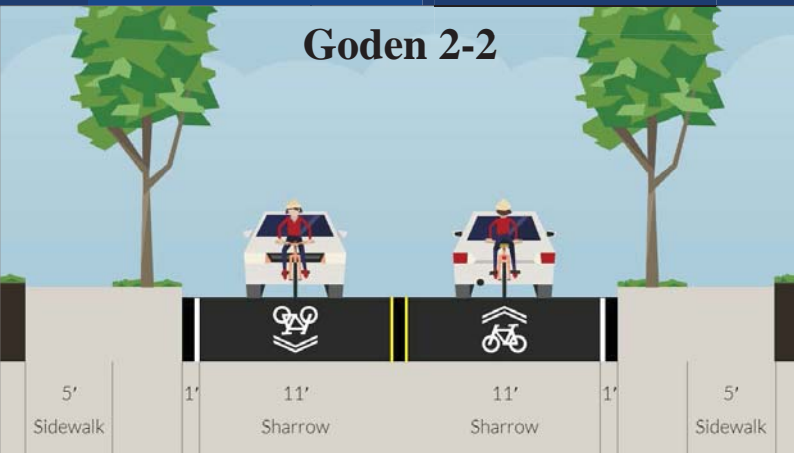 Goden 2-2
5′ 1′ 11′ 11′ 1′ 5′
Sidewalk Sharrow Sharrow Sidewalk